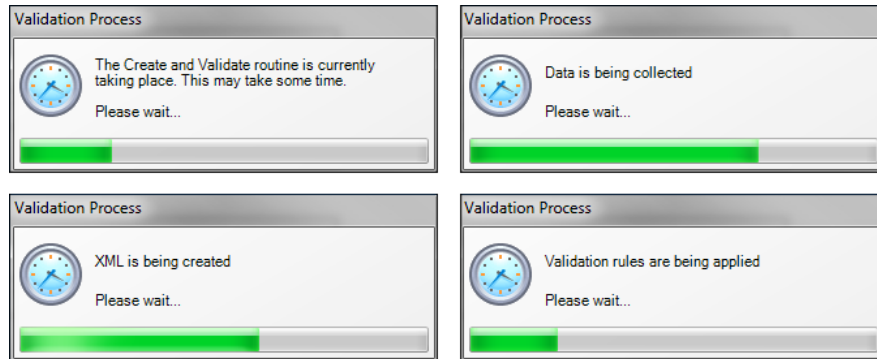 Validation Process
The Create and Validate routine is currently
taking place. This may take some time.
Please wait...
Validation Process
Data is being collected
Please wait...
Validation Process
XML is being created
Please wait...
Validation Process
Validation rules are being applied
Please wait...